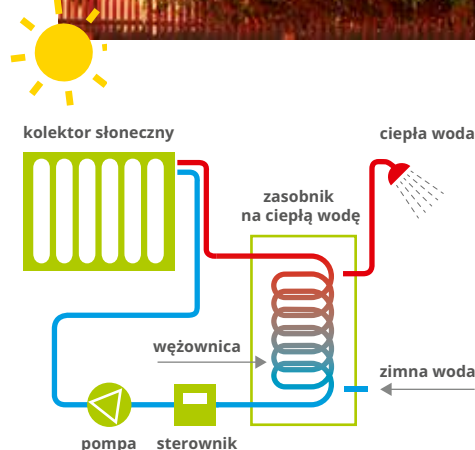 kolektor słoneczny
ciepła woda
zasobnik
na ciepłą wodę
wężownica
zimna woda
pompa
sterownik